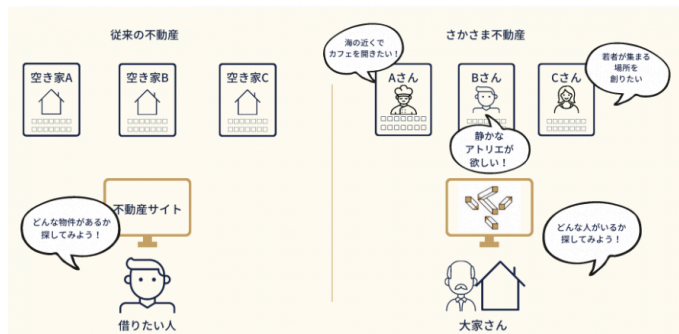 従来の不動産
空き家A
空き家B
空き家C
どんな物件があるか
探してみよう！
不動産サイト
借りたい人
さかさま不動産
海の近くで
カフェを開きたい！
Aさん
Bさん
Cさん
若者が集まる
場所を
創りたい
静かな
アトリエが
欲しい！
どんな人がいるか
探してみよう！
大家さん